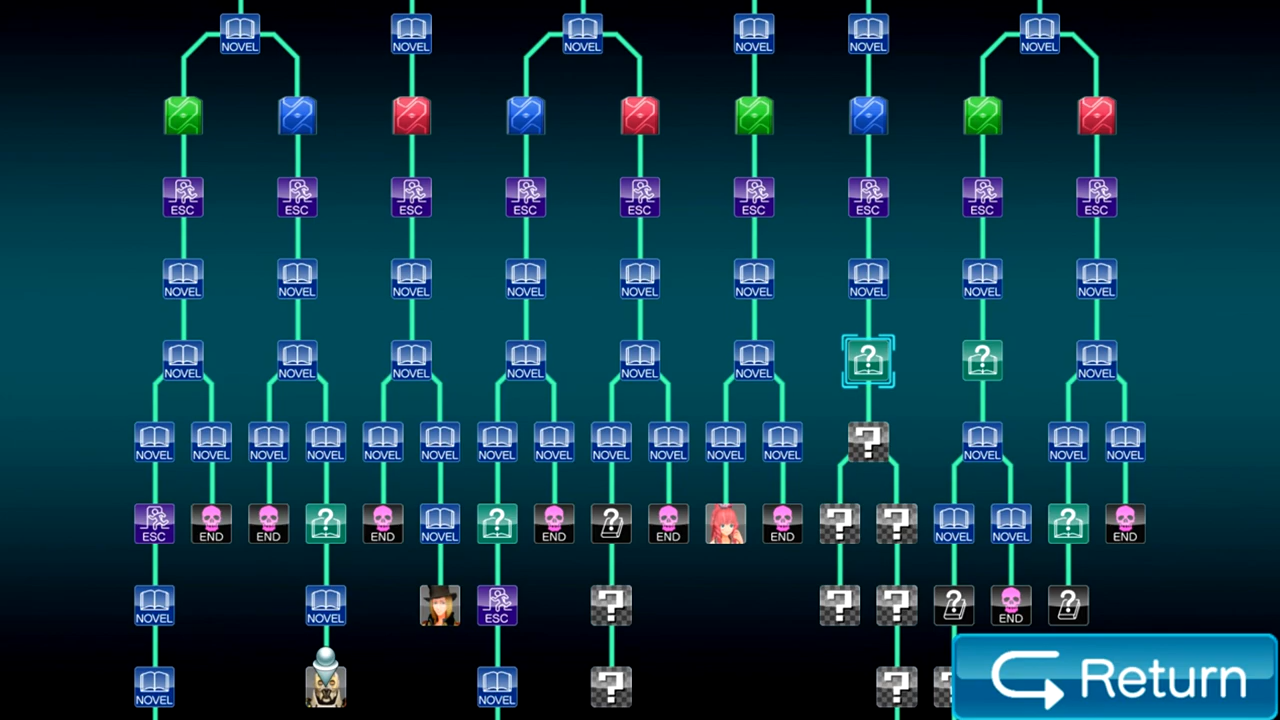 NOVEL NOVEL NOVEL NOVEL NOVEL NOVEL
ESC ESC ESC ESC ESC ESC ESC ESC ESC
NOVEL NOVEL NOVEL NOVEL NOVEL NOVEL NOVEL NOVEL NOVEL
NOVEL NOVEL NOVEL NOVEL NOVEL NOVEL ? ? NOVEL
NOVEL NOVEL NOVEL NOVEL NOVEL NOVEL NOVEL NOVEL NOVEL NOVEL NOVEL NOVEL ? NOVEL NOVEL NOVEL
ESC END END ? END NOVEL ? END ? END END ? ? NOVEL NOVEL ? END
NOVEL NOVEL ESC ? ? ? ? END ?
NOVEL NOVEL ? ? ? Return